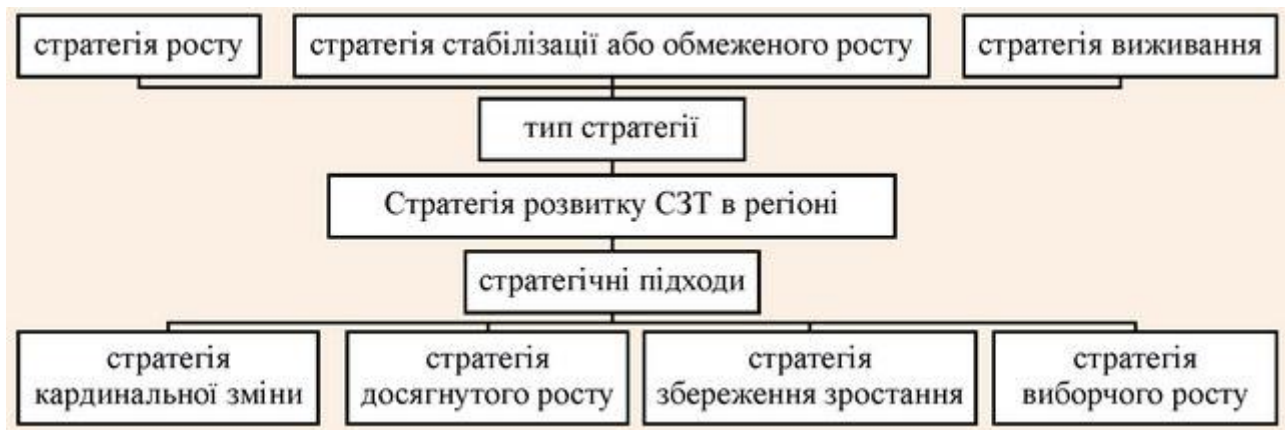 стратегія росту
стратегія стабілізації або обмеженого росту
стратегія виживання
тип стратегії
Стратегія розвитку СЗТ в регіоні
стратегічні підходи
стратегія
кардинальної зміни
стратегія
досягнутого росту
стратегія
збереження зростання
стратегія
виборчого росту